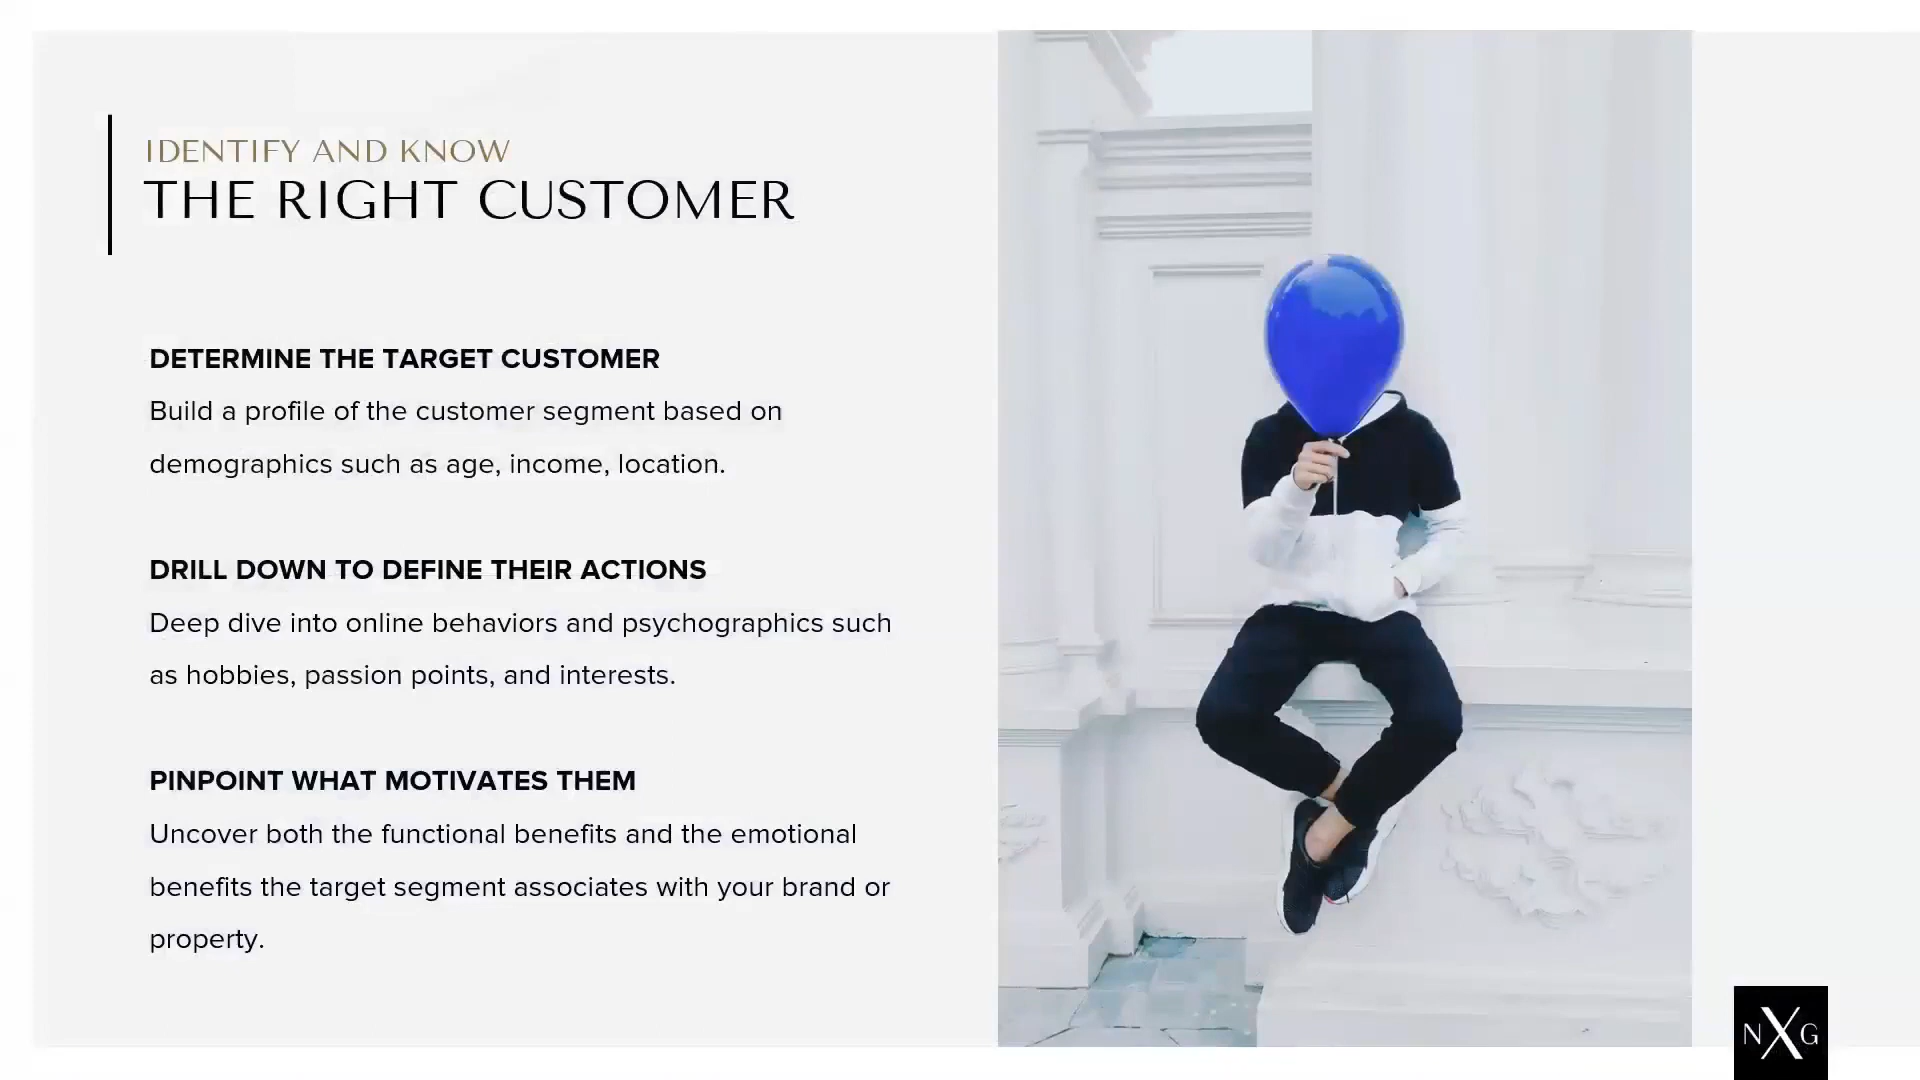 IDENTIFY AND KNOW
THE RIGHT CUSTOMER
DETERMINE THE TARGET CUSTOMER
Build a profile of the customer segment based on
demographics such as age, income, location.
DRILL DOWN TO DEFINE THEIR ACTIONS
Deep dive into online behaviors and psychographics such
as hobbies, passion points, and interests.
PINPOINT WHAT MOTIVATES THEM
Uncover both the functional benefits and the emotional
benefits the target segment associates with your brand or
property.
NXG